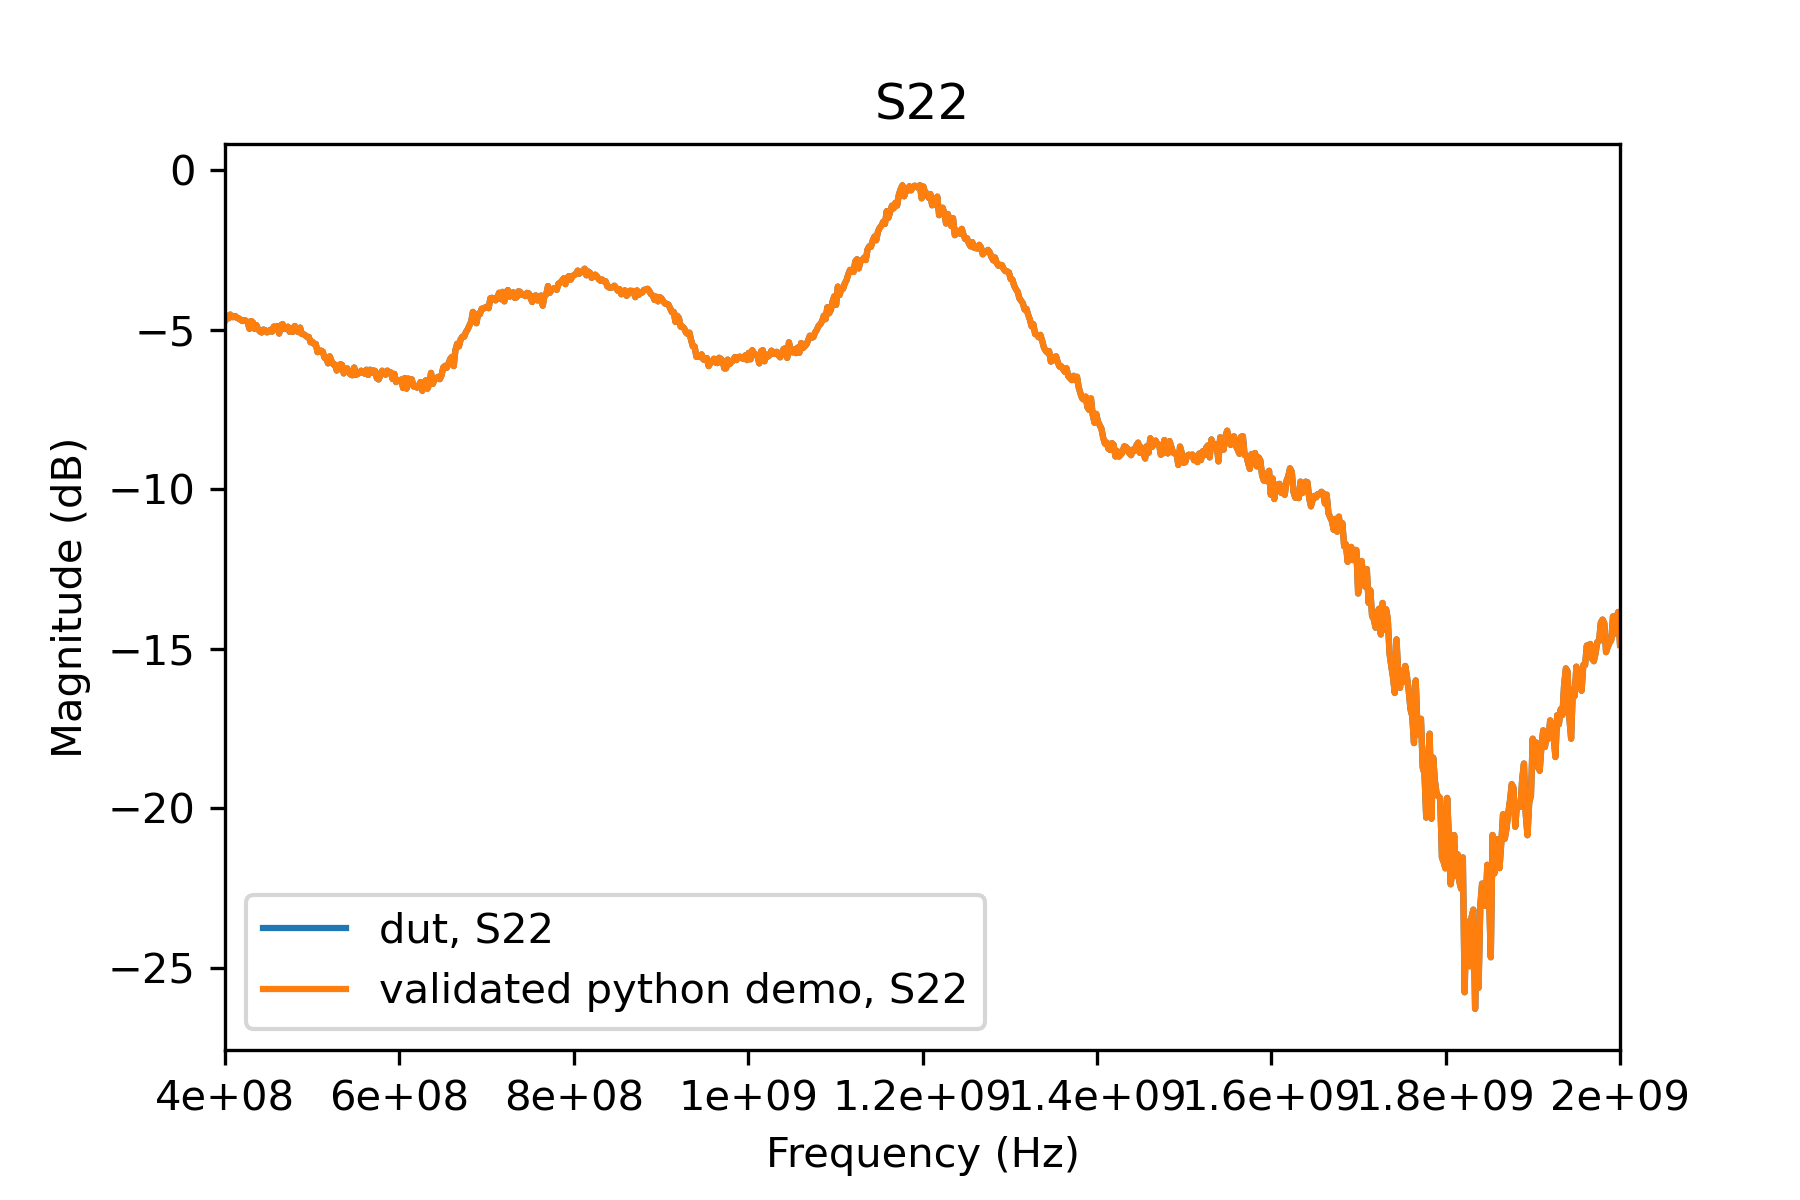 S22
0
−5
−10
−15
−20
−25
Magnitude (dB)
dut, S22
validated python demo, S22
4e+08 6e+08 8e+08 1e+09 1.2e+09 1.4e+09 1.6e+09 1.8e+09 2e+09
Frequency (Hz)